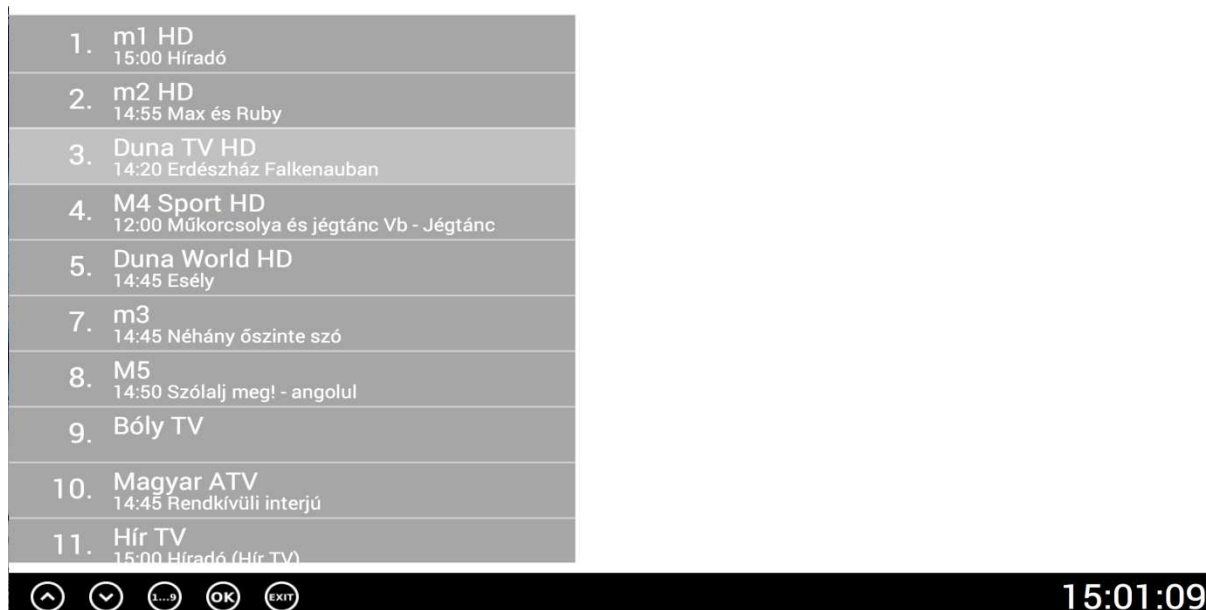 1. m1 HD
15:00 Híradó
2. m2 HD
14:55 Max és Ruby
3. Duna TV HD
14:20 Erdészház Falkenauban
4. M4 Sport HD
12:00 Műkorcsolya és jégtánc Vb - Jégtánc
5. Duna World HD
14:45 Esély
7. m3
14:45 Néhány őszinte szó
8. M5
14:50 Szólalj meg! - angolul
9. Bóly TV
10. Magyar ATV
14:45 Rendkívüli interjú
11. Hír TV
15:00 Híradó (Hír TV)
1...9 OK EXIT 15:01:09